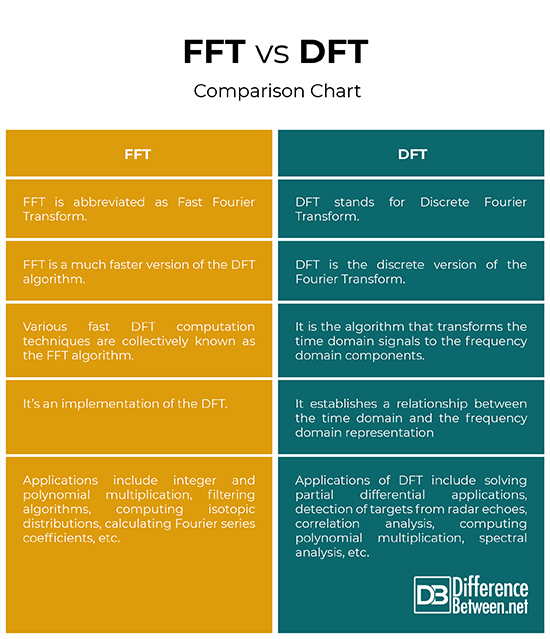 FFT vs DFT
Comparison Chart
FFT
DFT
FFT is abbreviated as Fast Fourier
Transform.
DFT stands for Discrete Fourier
Transform.
FFT is a much faster version of the DFT
algorithm.
DFT is the discrete version of the
Fourier Transform.
Various fast DFT computation
techniques are collectively known as
the FFT algorithm.
It is the algorithm that transforms the
time domain signals to the frequency
domain components.
It's an implementation of the DFT.
It establishes a relationship between
the time domain and the frequency
domain representation
Applications include integer and
polynomial multiplication, filtering
algorithms, computing isotopic
distributions, calculating Fourier series
coefficients, etc.
Applications of DFT include solving
partial differential applications,
detection of targets from radar echoes,
correlation analysis, computing
polynomial multiplication, spectral
analysis, etc.
DB Difference
Between.net